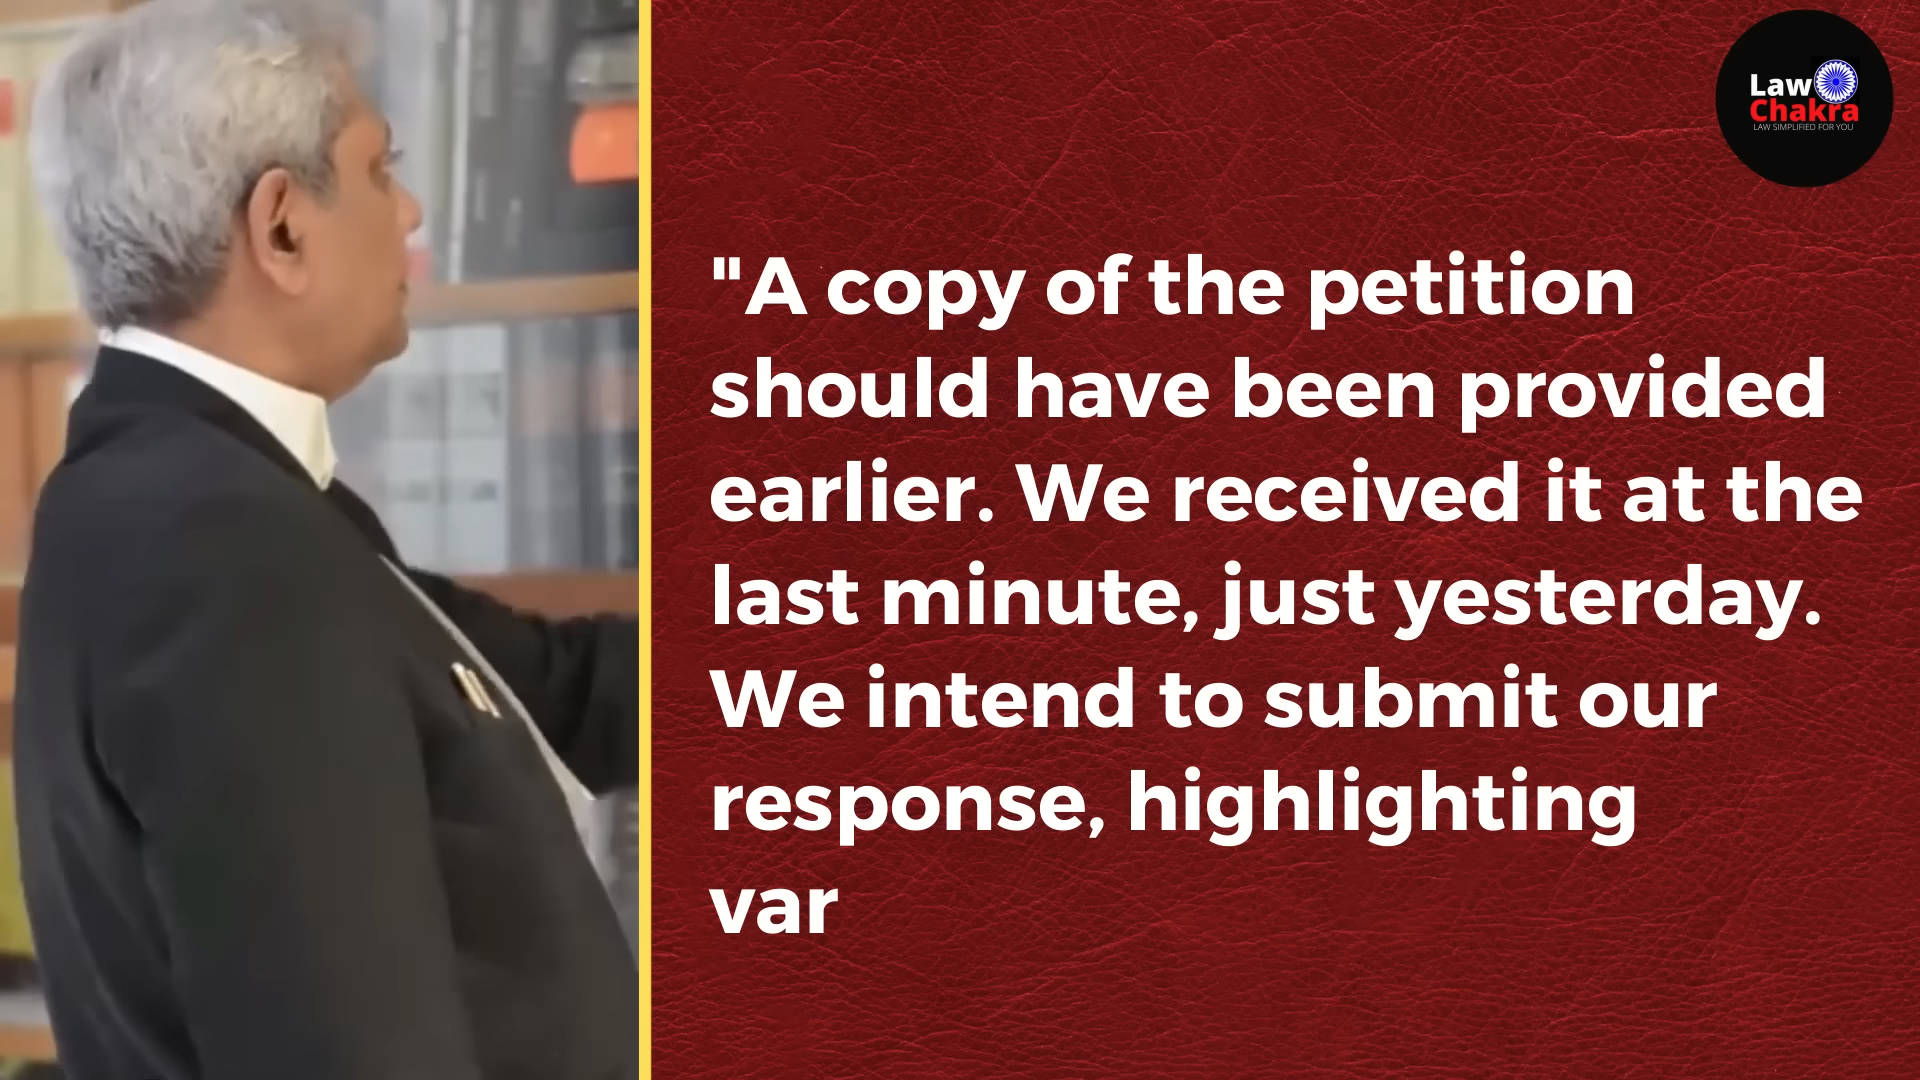 Law
Chakra
LAW SIMPLIFIED FOR YOU
"A copy of the petition
should have been provided
earlier. We received it at the
last minute, just yesterday.
We intend to submit our
response, highlighting
var